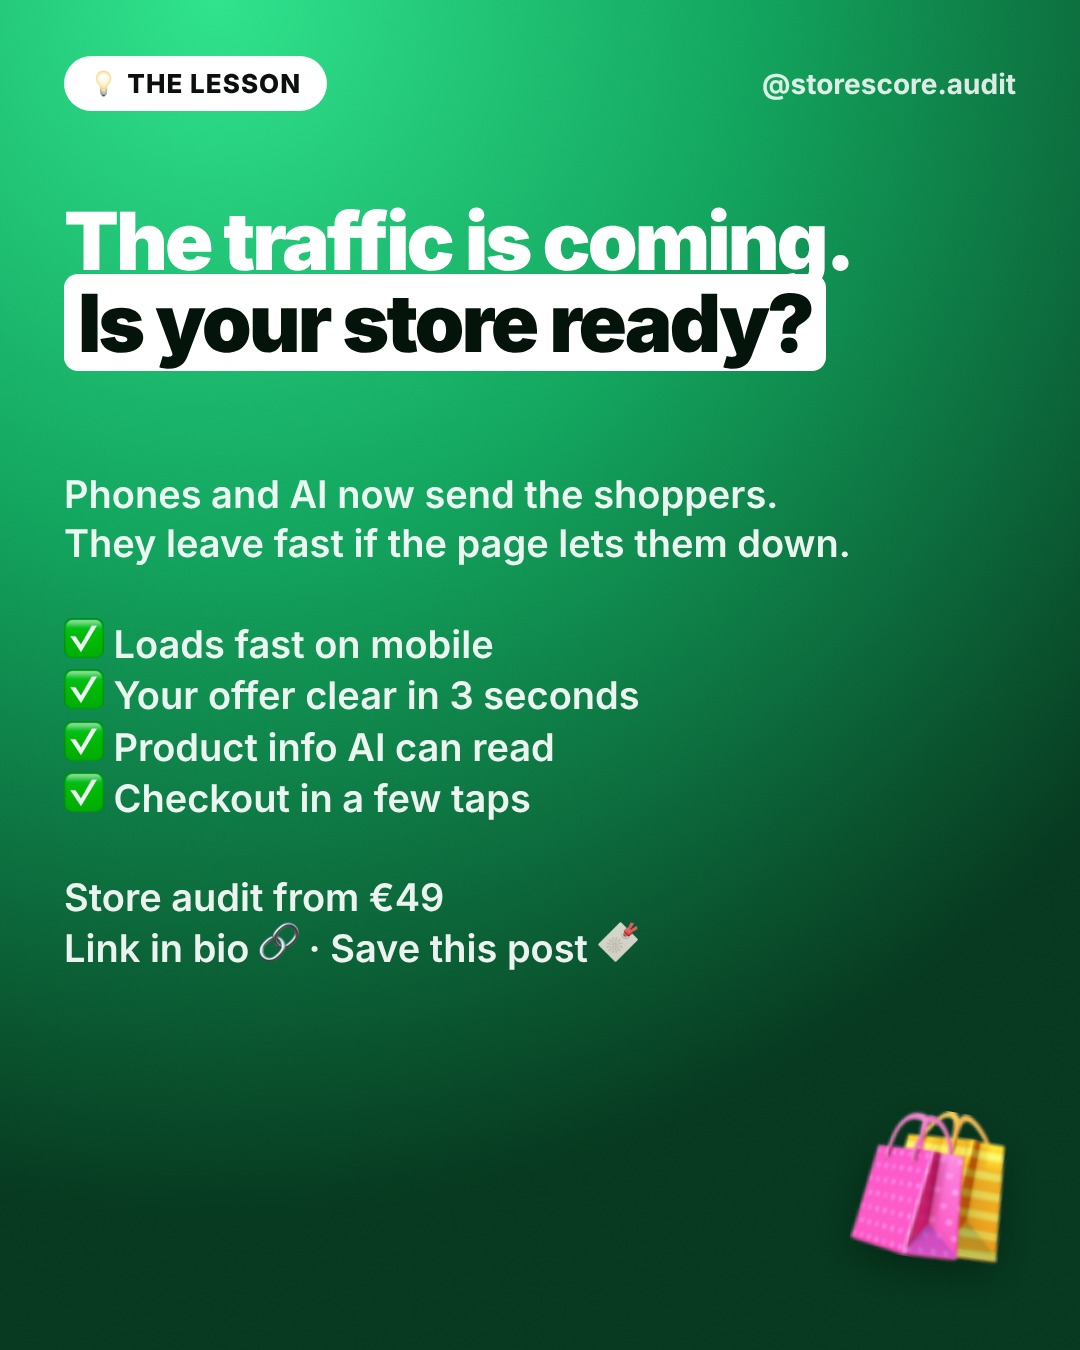 💡 THE LESSON
@storescore.audit
The traffic is coming.
Is your store ready?
Phones and AI now send the shoppers.
They leave fast if the page lets them down.
✅ Loads fast on mobile
✅ Your offer clear in 3 seconds
✅ Product info AI can read
✅ Checkout in a few taps
Store audit from €49
Link in bio 🔗 · Save this post 🔖